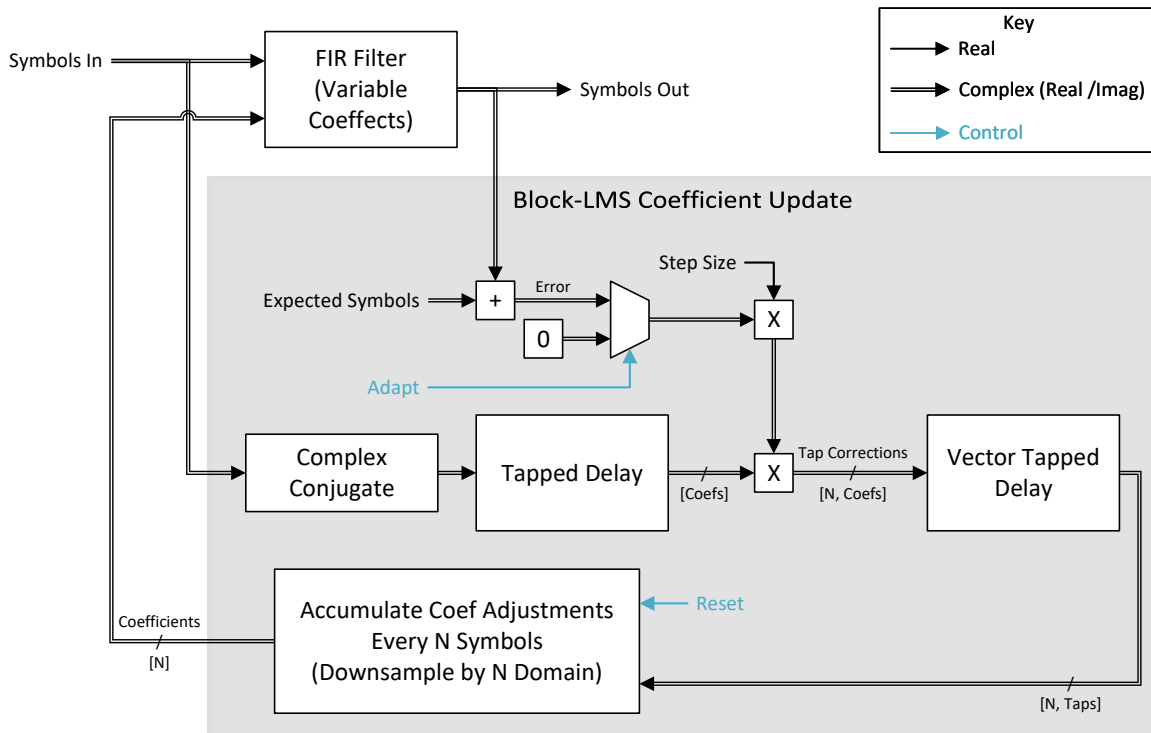 Key
Real
Complex (Real /Imag)
Control
Symbols In
FIR Filter
(Variable
Coeffects)
Symbols Out
Block-LMS Coefficient Update
Step Size
Expected Symbols
+
Error
X
0
Adapt
Complex
Conjugate
Tapped Delay
[Coefs]
X
Tap Corrections
[N, Coefs]
Vector Tapped
Delay
Accumulate Coef Adjustments
Every N Symbols
(Downsample by N Domain)
Reset
Coefficients
[N]
[N, Taps]